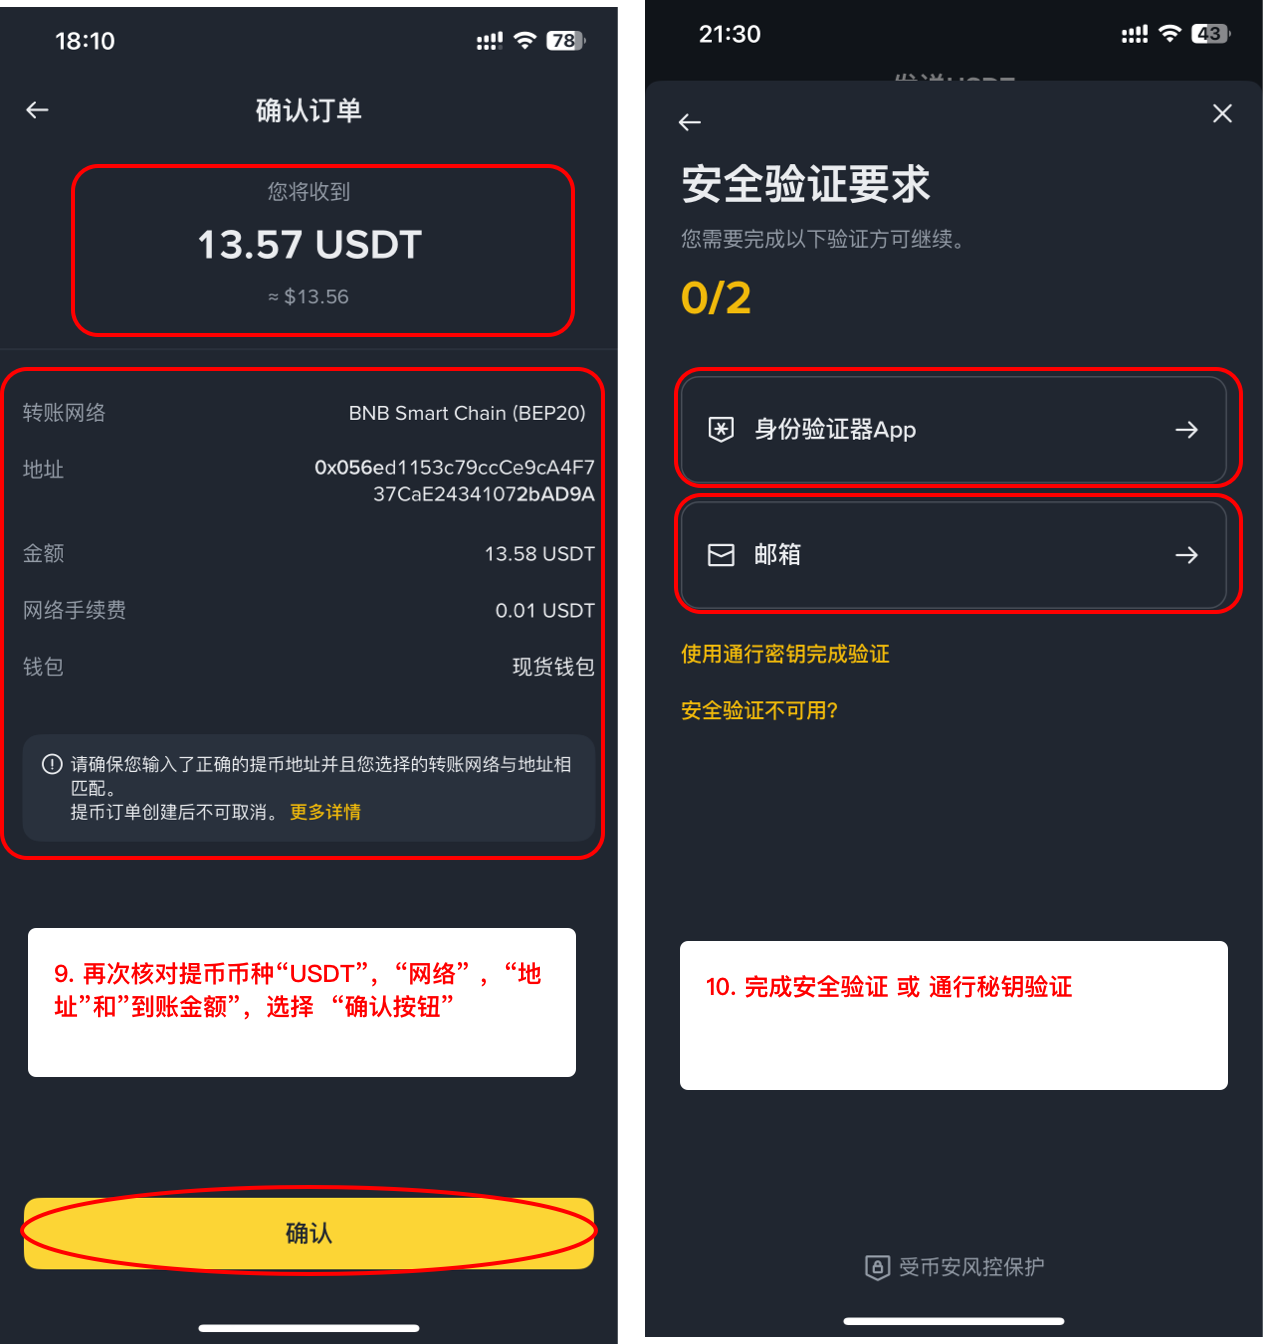 18:10
78
确认订单
您将收到
13.57 USDT
≈ $13.56
转账网络
BNB Smart Chain (BEP20)
地址
0x056ed1153c79ccCe9cA4F7
37CaE24341072bAD9A
金额
13.58 USDT
网络手续费
0.01 USDT
钱包
现货钱包
请确保您输入了正确的提币地址并且您选择的转账网络与地址相
匹配。
提币订单创建后不可取消。 更多详情
9. 再次核对提币币种“USDT”，“网络” ，“地
址”和”到账金额”，选择 “确认按钮”
确认
21:30
43
发送USDT
安全验证要求
您需要完成以下验证方可继续。
0/2
身份验证器App
邮箱
使用通行密钥完成验证
安全验证不可用?
10. 完成安全验证 或 通行秘钥验证
受币安风控保护